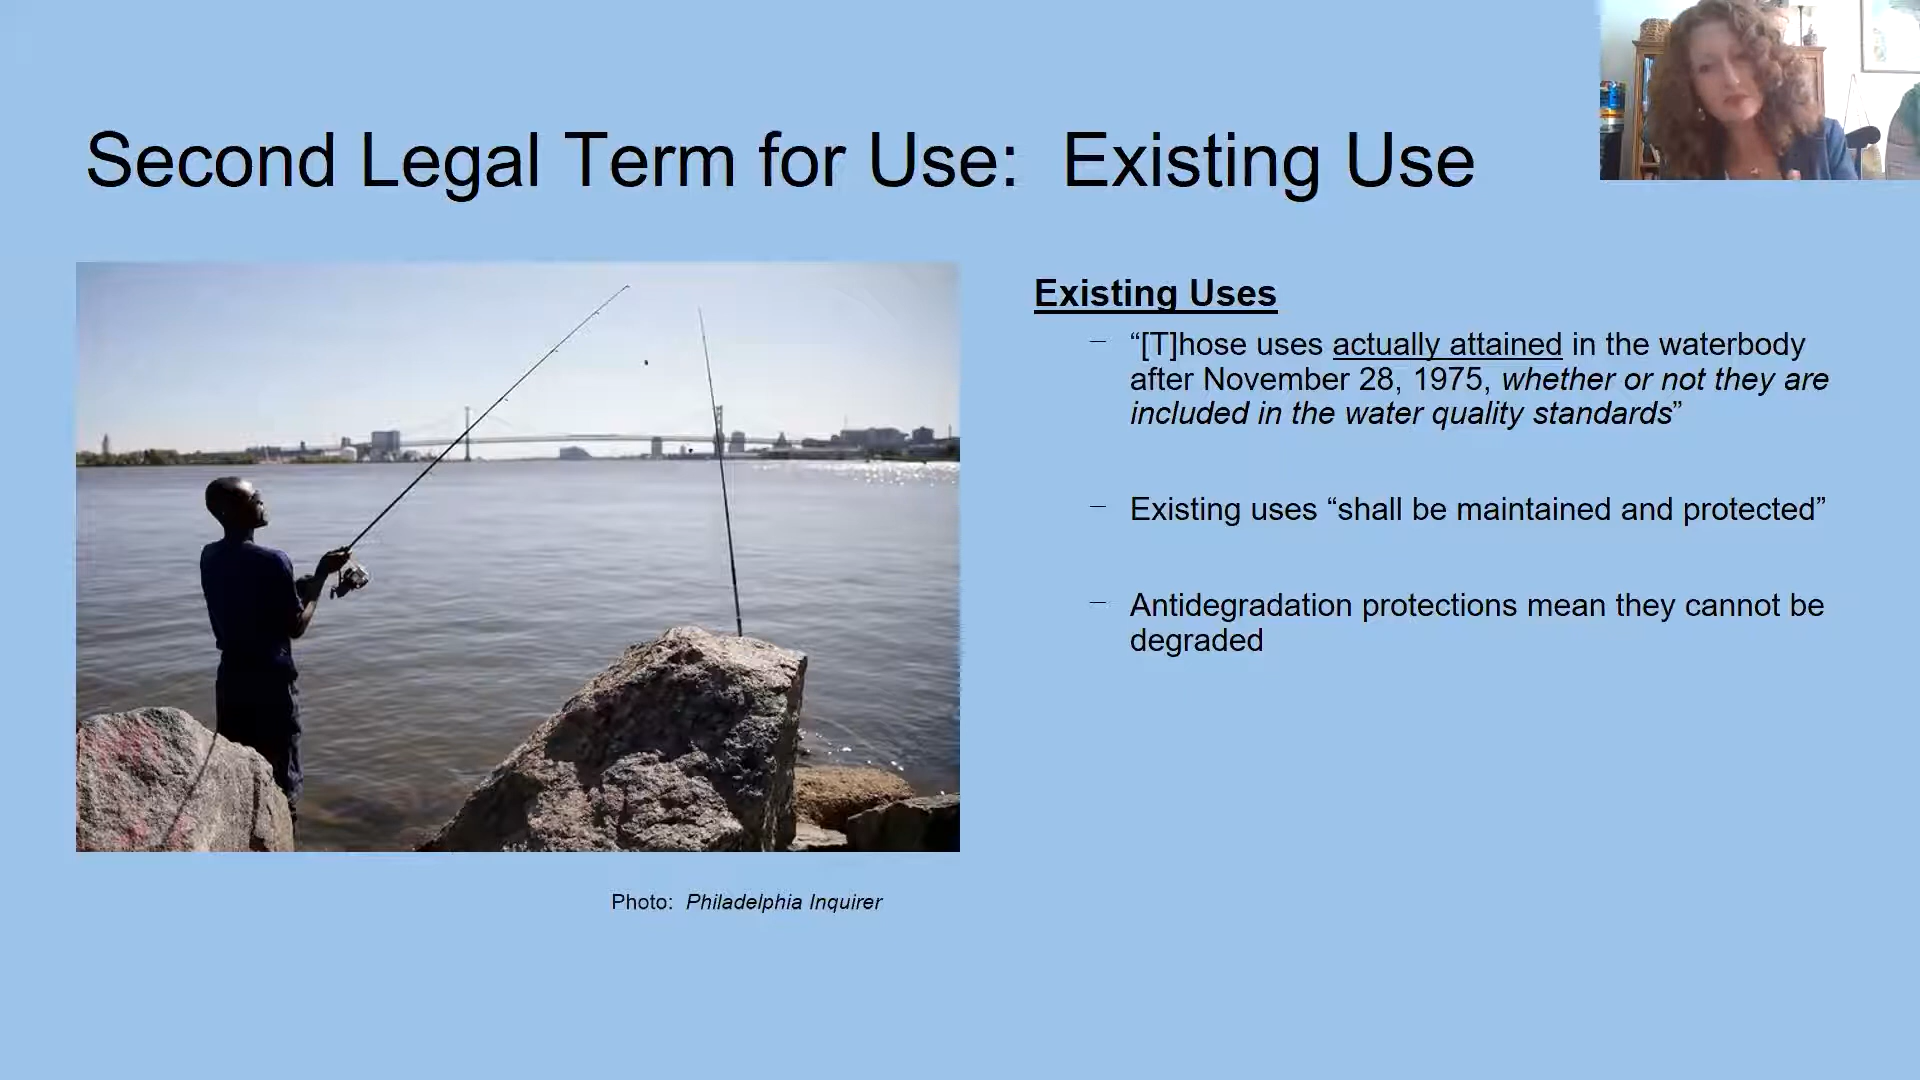 Second Legal Term for Use: Existing Use
Existing Uses
– “[T]hose uses actually attained in the waterbody
after November 28, 1975, whether or not they are
included in the water quality standards”
– Existing uses “shall be maintained and protected”
– Antidegradation protections mean they cannot be
degraded
Photo: Philadelphia Inquirer